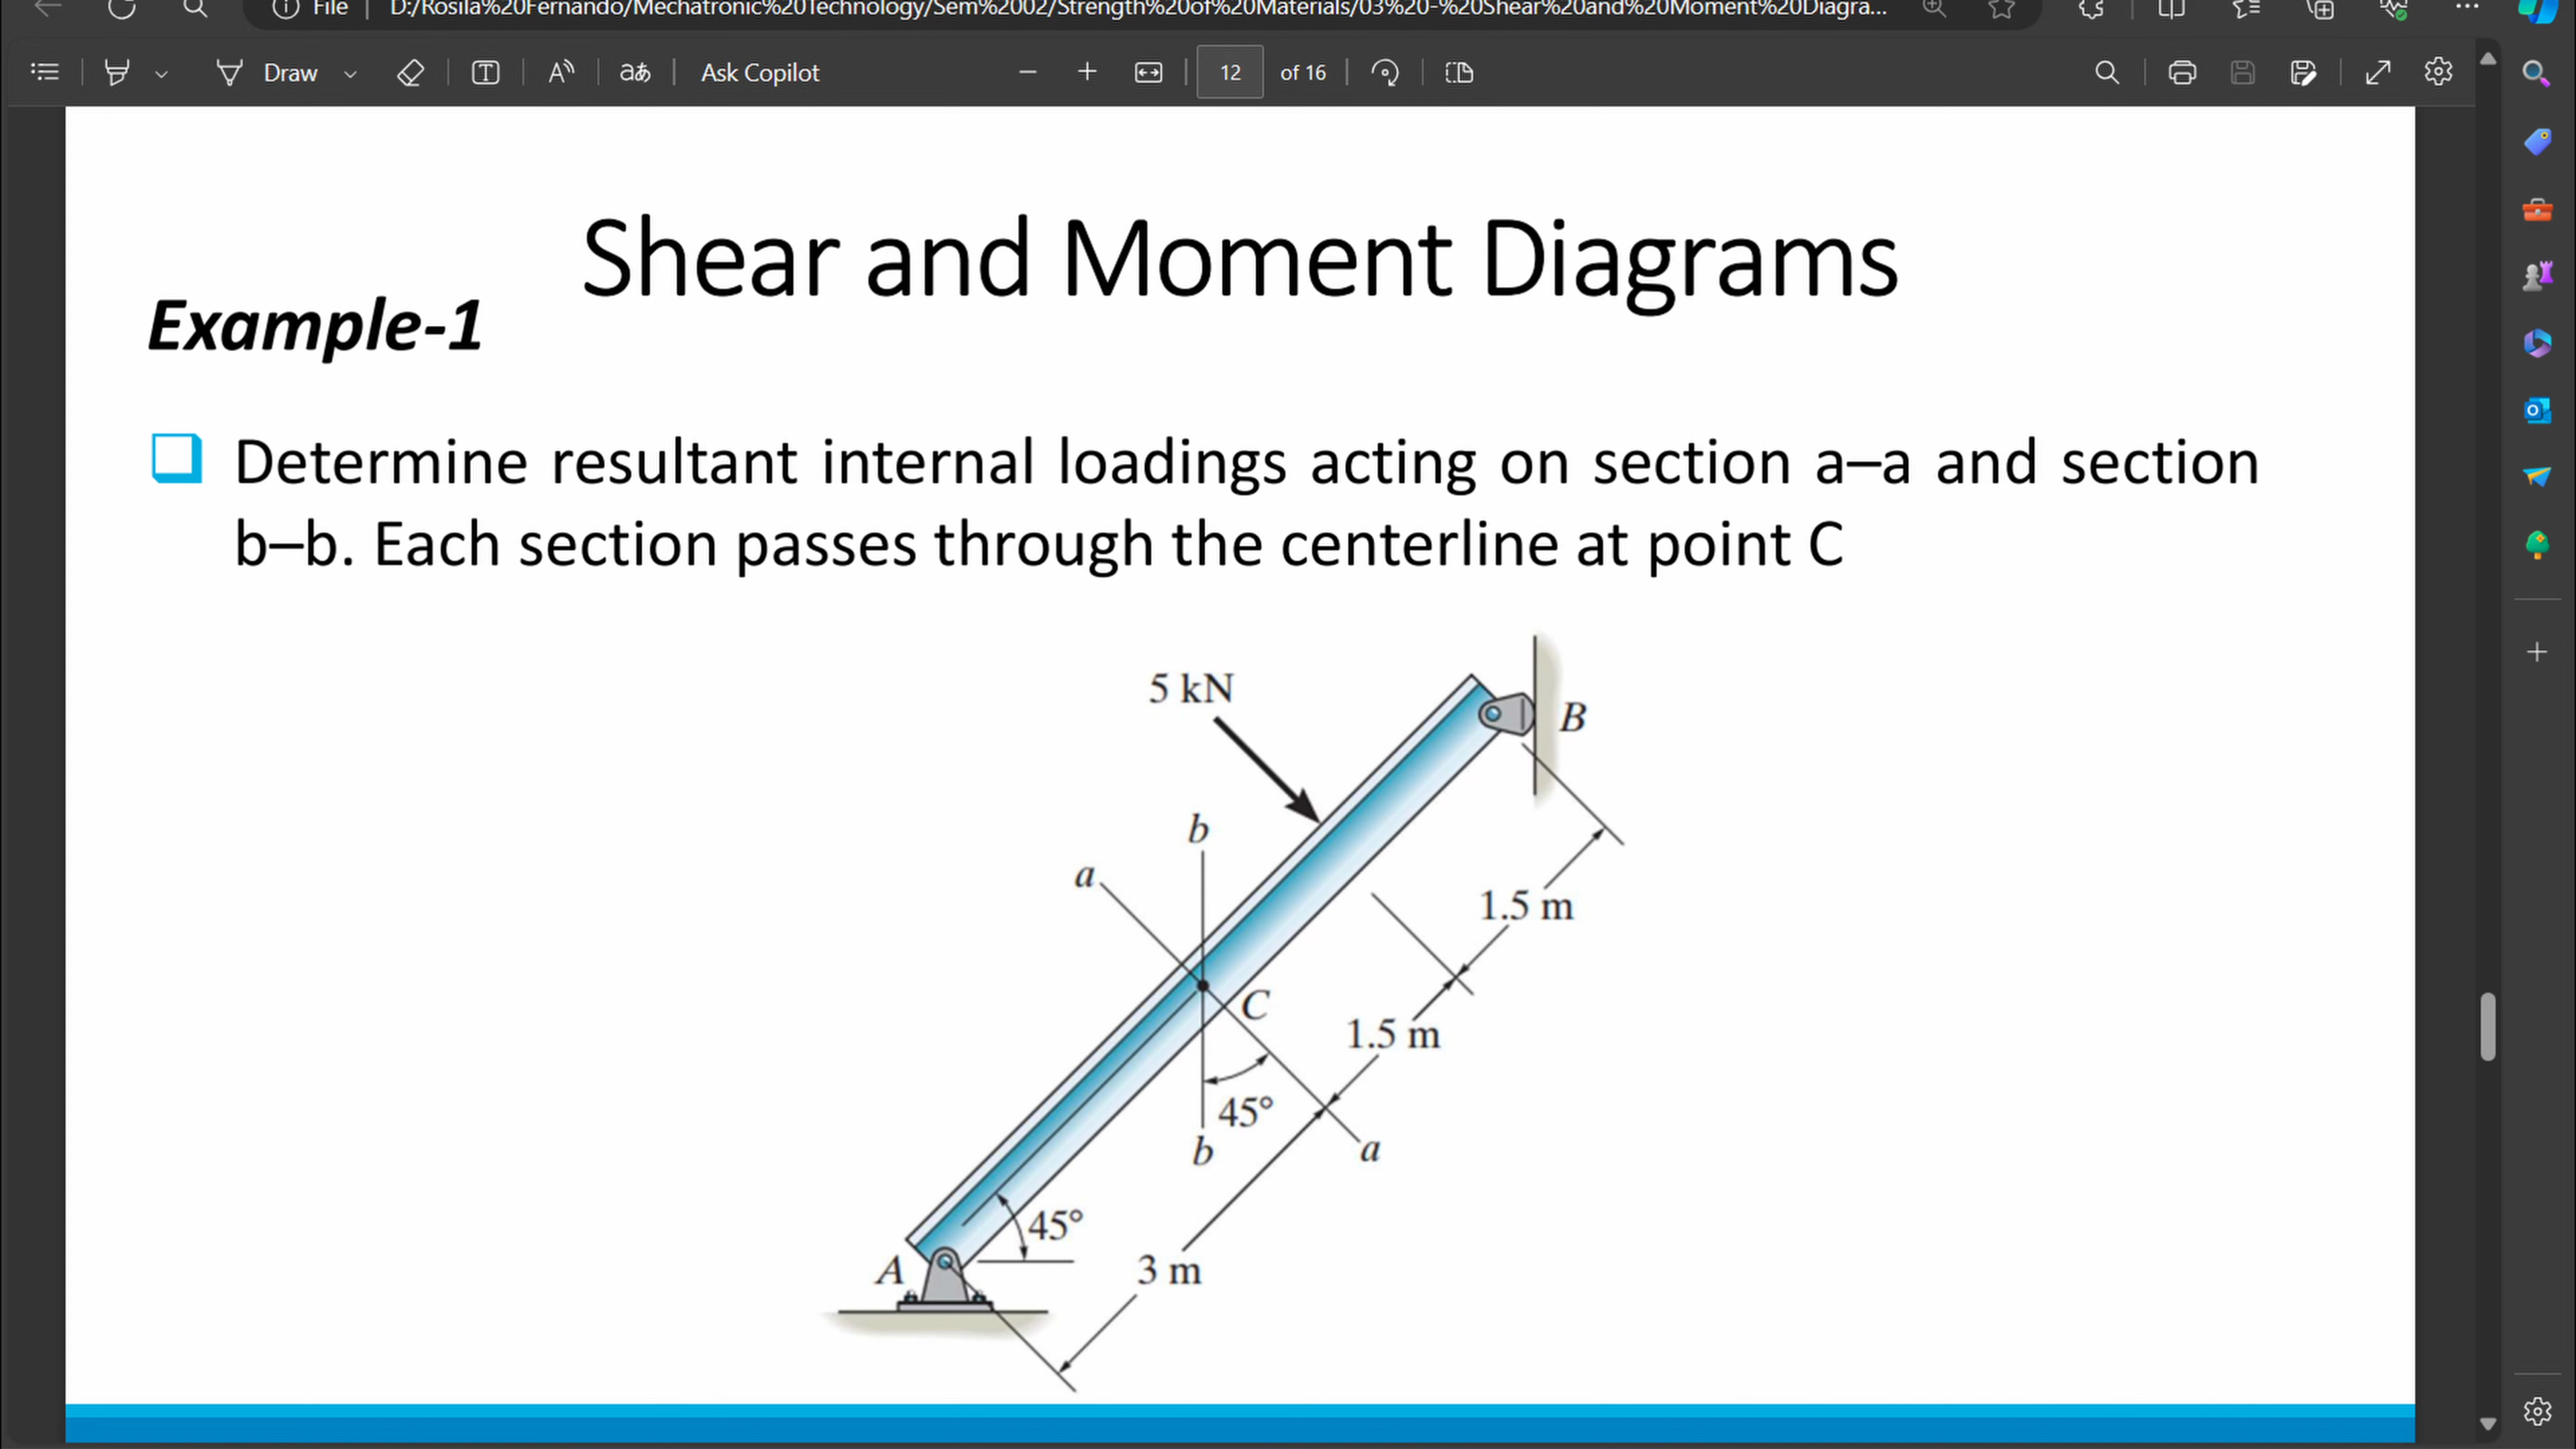 File
D:/Rosila%20Fernando/Mechatronic%20Technology/Sem%2002/Strength%20of%20Materials/03%20-%20Shear%20and%20Moment%20Diagra...
Draw
Ask Copilot
12 of 16
Shear and Moment Diagrams
Example-1
Determine resultant internal loadings acting on section a–a and section
b–b. Each section passes through the centerline at point C
5 kN
B
b
a
1.5 m
C
1.5 m
45°
b
a
45°
A
3 m